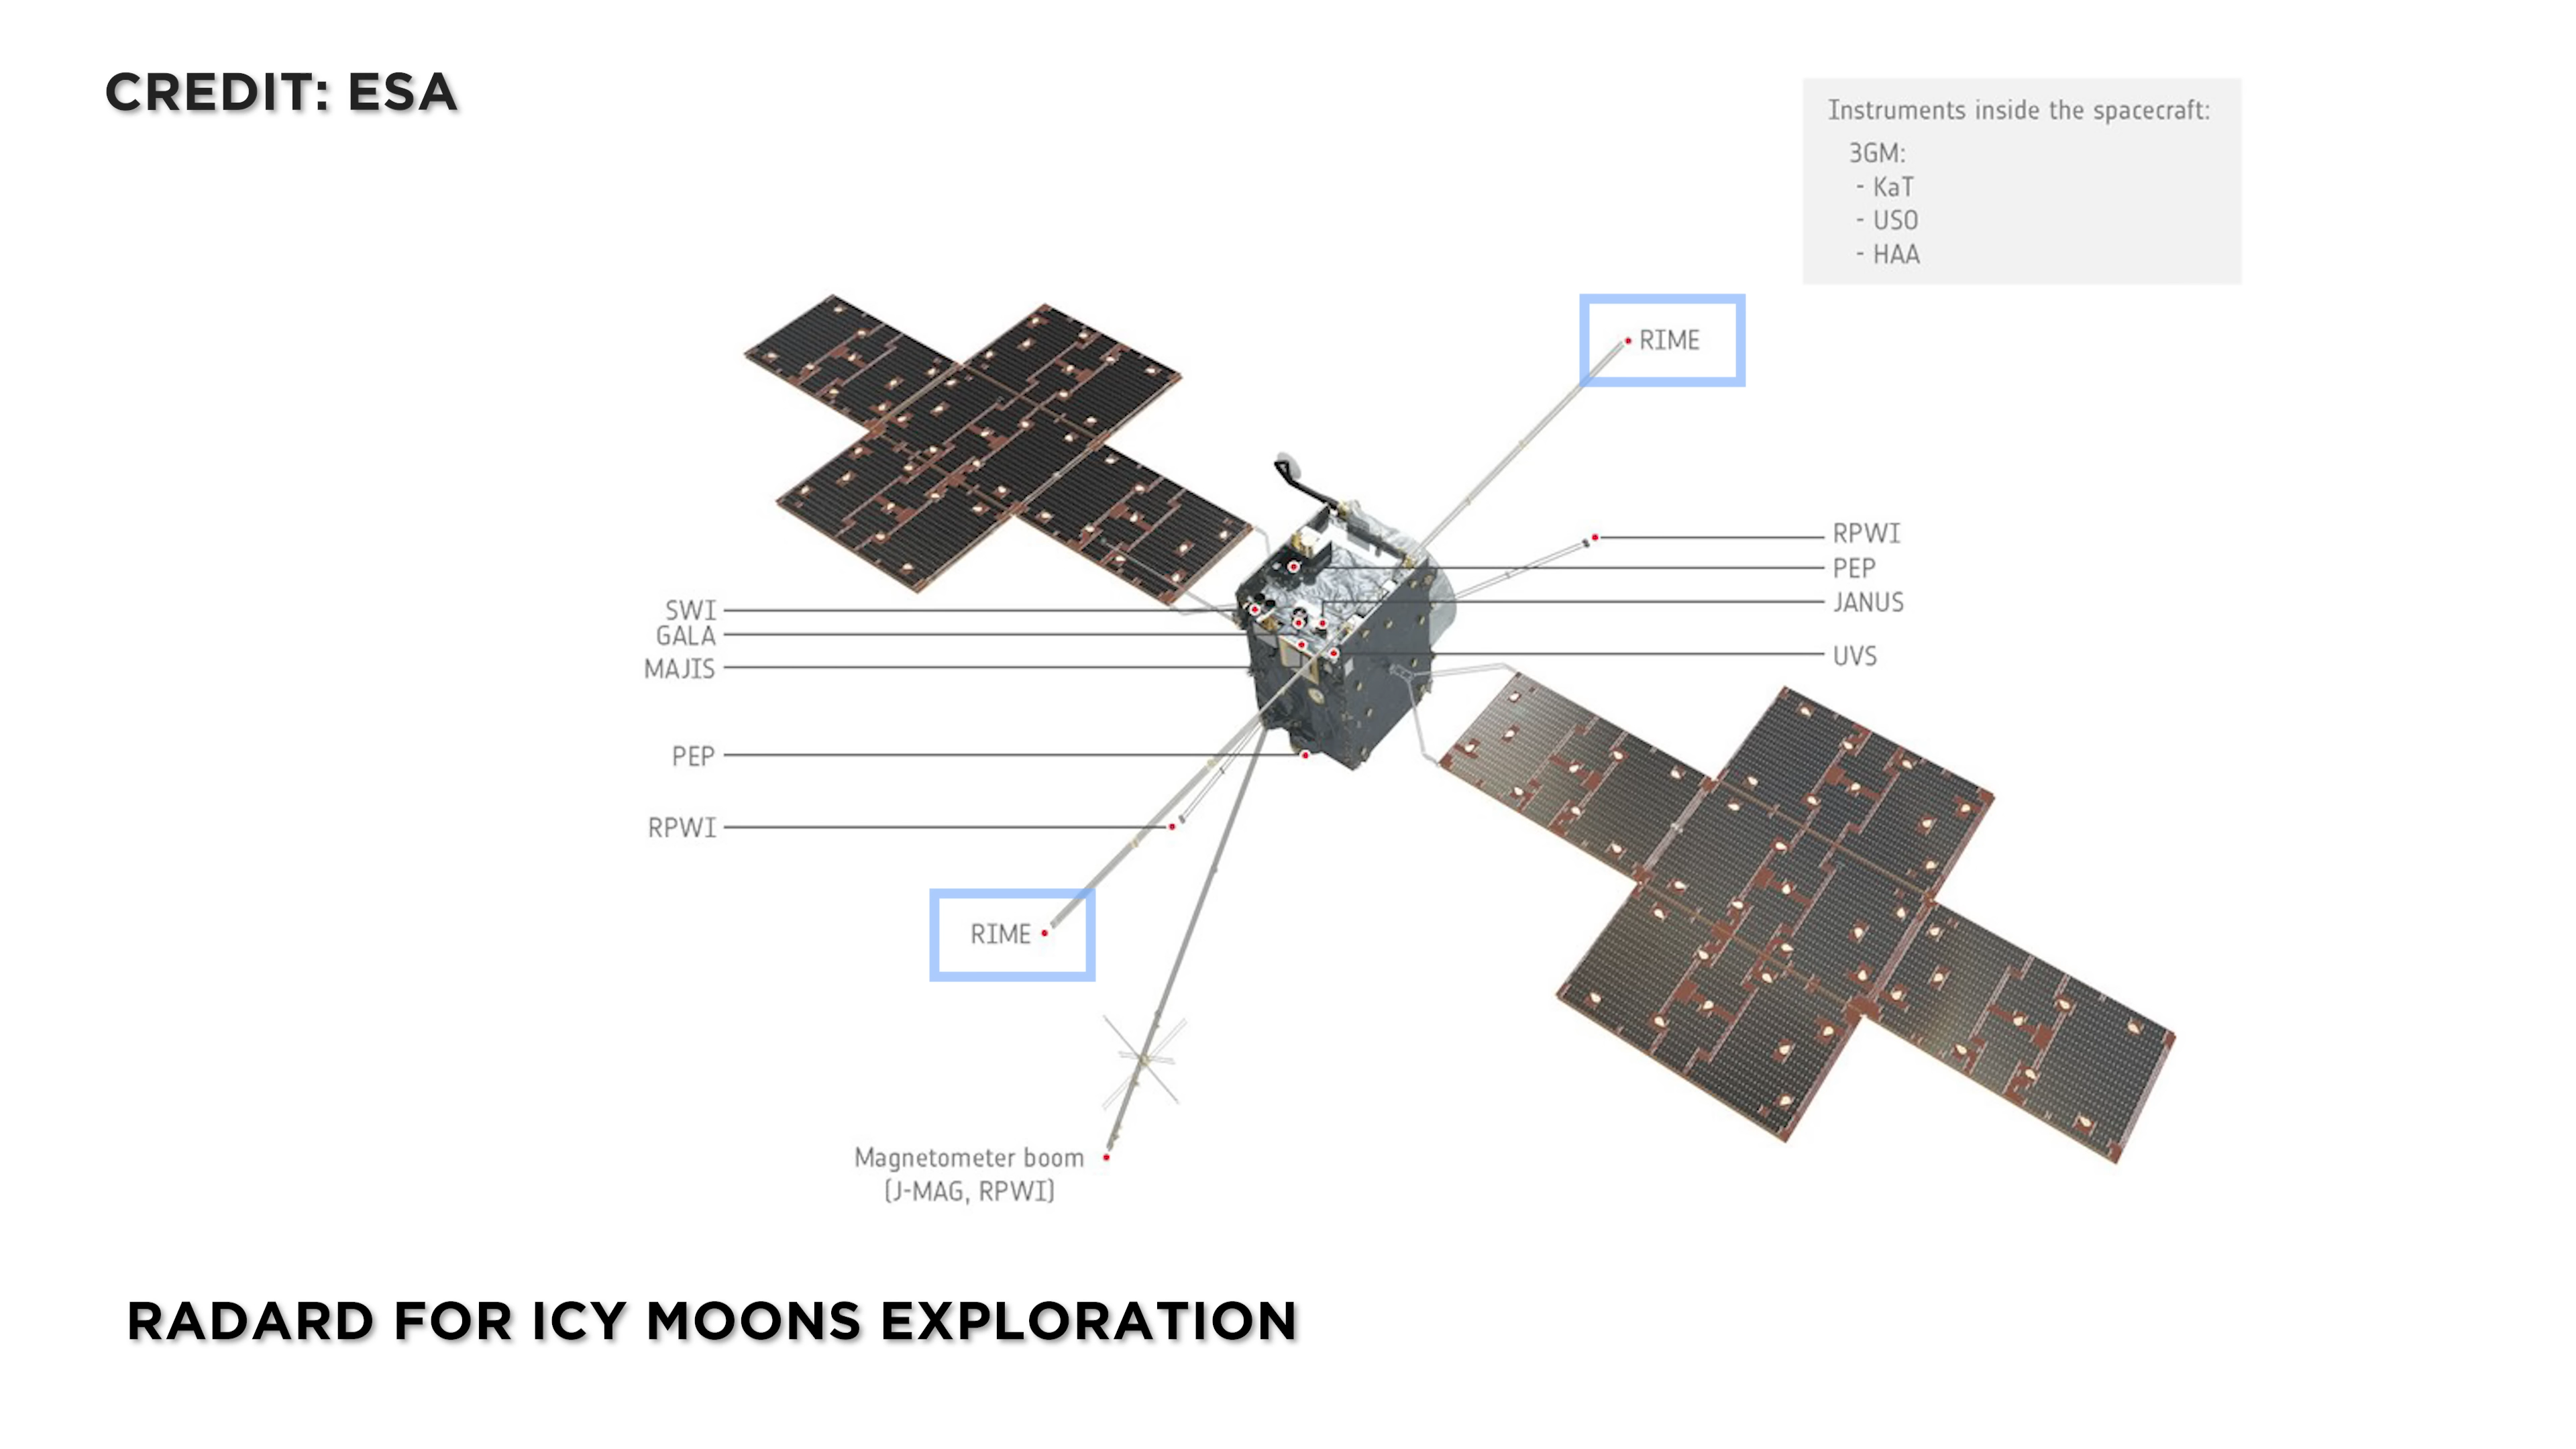 CREDIT: ESA
Instruments inside the spacecraft:
3GM:
- KaT
- USO
- HAA
RIME
RPWI
PEP
JANUS
UVS
SWI
GALA
MAJIS
PEP
RPWI
RIME
Magnetometer boom
(J-MAG, RPWI)
RADARD FOR ICY MOONS EXPLORATION